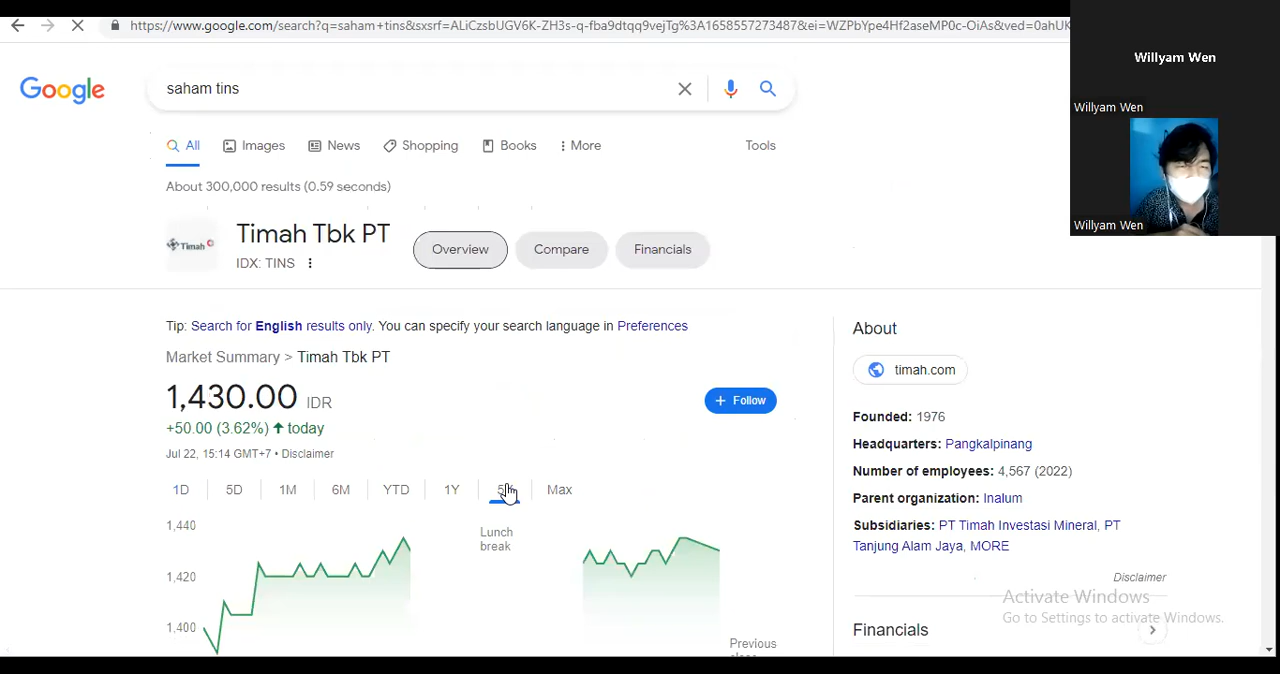 https://www.google.com/search?q=saham+tins&sxsrf=ALiCzsbUGV6K-ZH3s-q-fba9dtqq9vejTg%3A1658557273487&ei=WZPbYpe4Hf2aseMP0c-OiAs&ved=0ahUK
Willyam Wen
Google
saham tins
Willyam Wen
All
Images
News
Shopping
Books
More
Tools
About 300,000 results (0.59 seconds)
Willyam Wen
Timah
Timah Tbk PT
Overview
Compare
Financials
IDX: TINS
Tip: Search for English results only. You can specify your search language in Preferences
About
Market Summary > Timah Tbk PT
timah.com
1,430.00 IDR
Follow
+50.00 (3.62%) today
Founded: 1976
Headquarters: Pangkalpinang
Jul 22, 15:14 GMT+7 • Disclaimer
Number of employees: 4,567 (2022)
1D
5D
1M
6M
YTD
1Y
Max
Parent organization: Inalum
Subsidiaries: PT Timah Investasi Mineral, PT
Tanjung Alam Jaya, MORE
1,440
Lunch
break
1,420
Disclaimer
Activate Windows
Go to Settings to activate Windows.
1,400
Financials
Previous